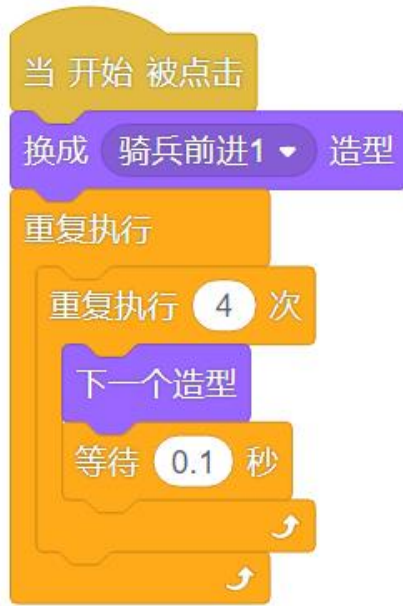 当 开始 被点击
换成 骑兵前进1 造型
重复执行
重复执行 4 次
下一个造型
等待 0.1 秒